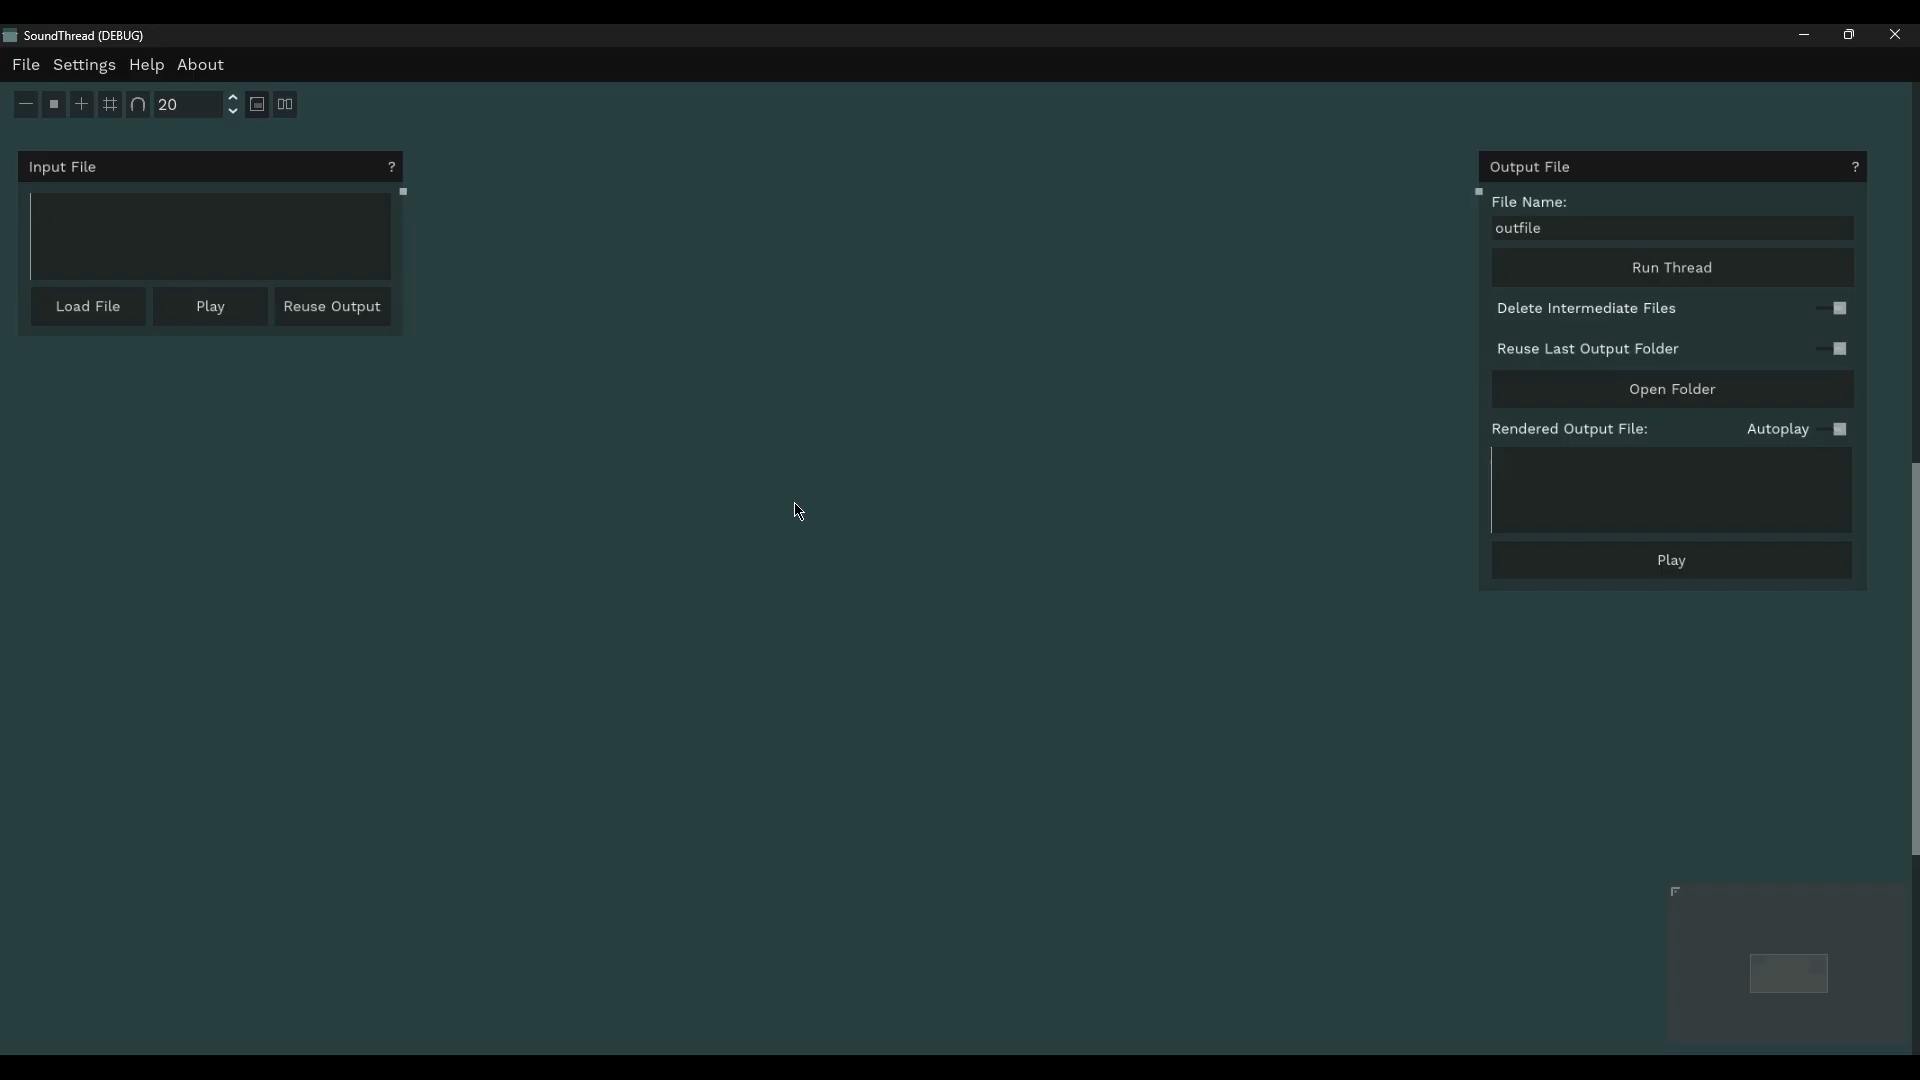 SoundThread (DEBUG)
File Settings Help About
20
Input File ?
Load File Play Reuse Output
Output File ?
File Name:
outfile
Run Thread
Delete Intermediate Files
Reuse Last Output Folder
Open Folder
Rendered Output File: Autoplay
Play